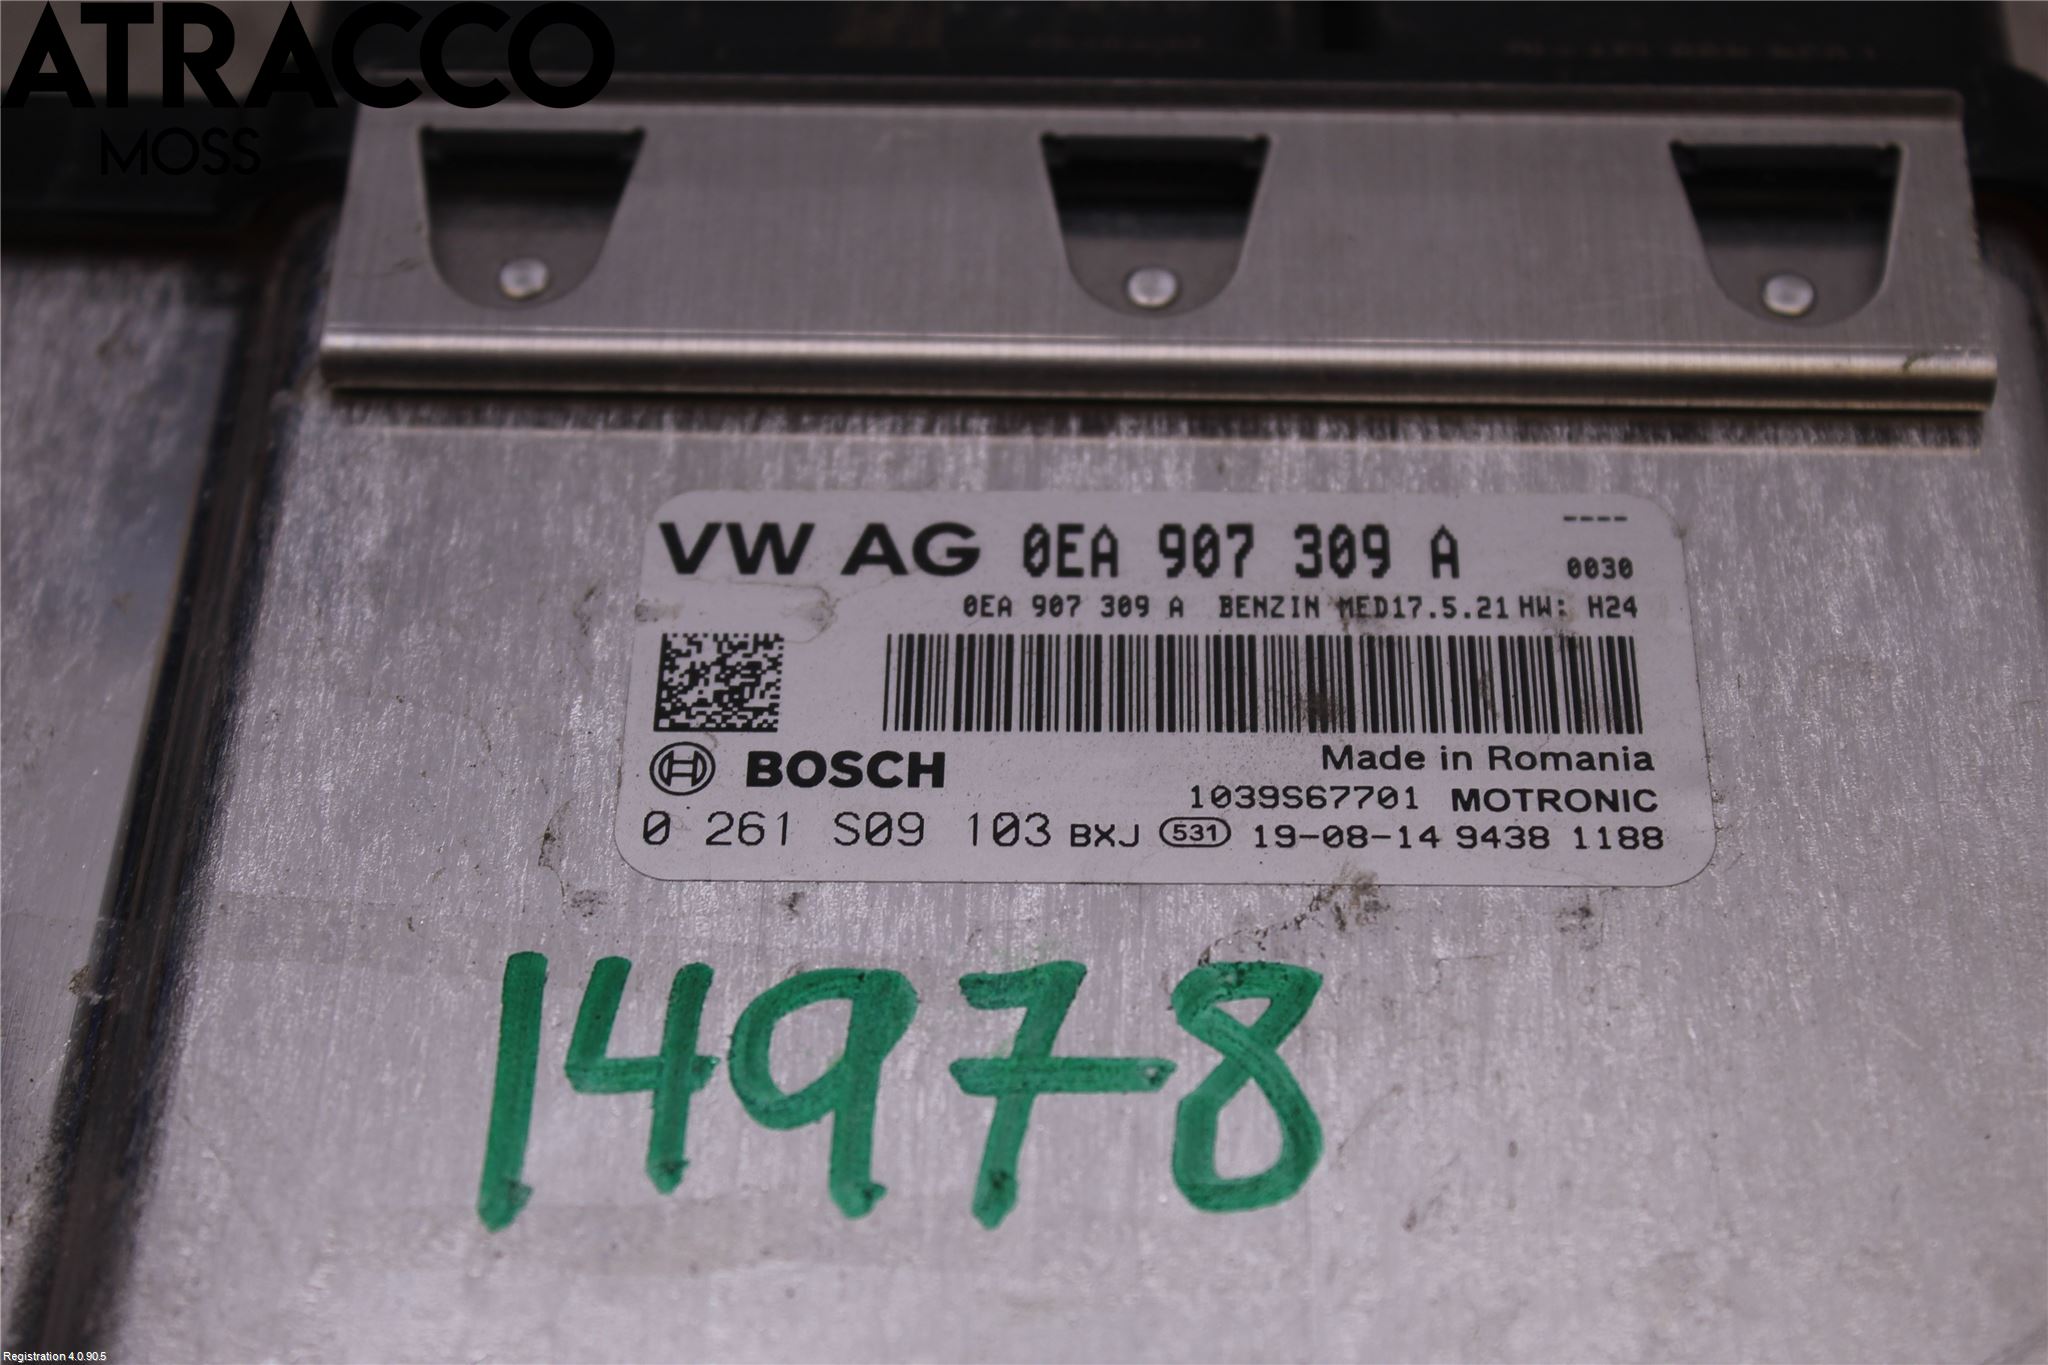 ATRACCO
MOSS
VW AG 0EA 907 309 A ----
0030
0EA 907 309 A BENZIN MED17.5.21 HW: H24
BOSCH
Made in Romania
1039S67701 MOTRONIC
0 261 S09 103 BXJ 531 19-08-14 9438 1188
14978
Registration 4.0.90.5